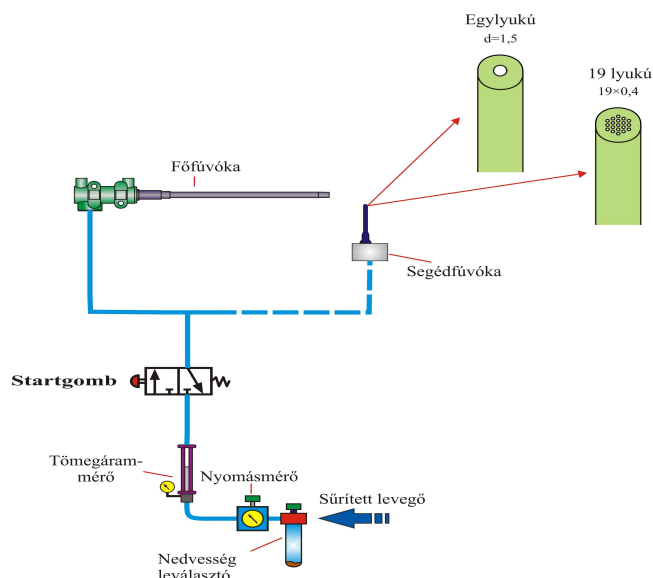 Egylyukú
d=1,5
19 lyukú
19×0,4
Főfúvóka
Segédfúvóka
Startgomb
Tömegáram-
mérő
Nyomásmérő
Sűrített levegő
Nedvesség
leválasztó